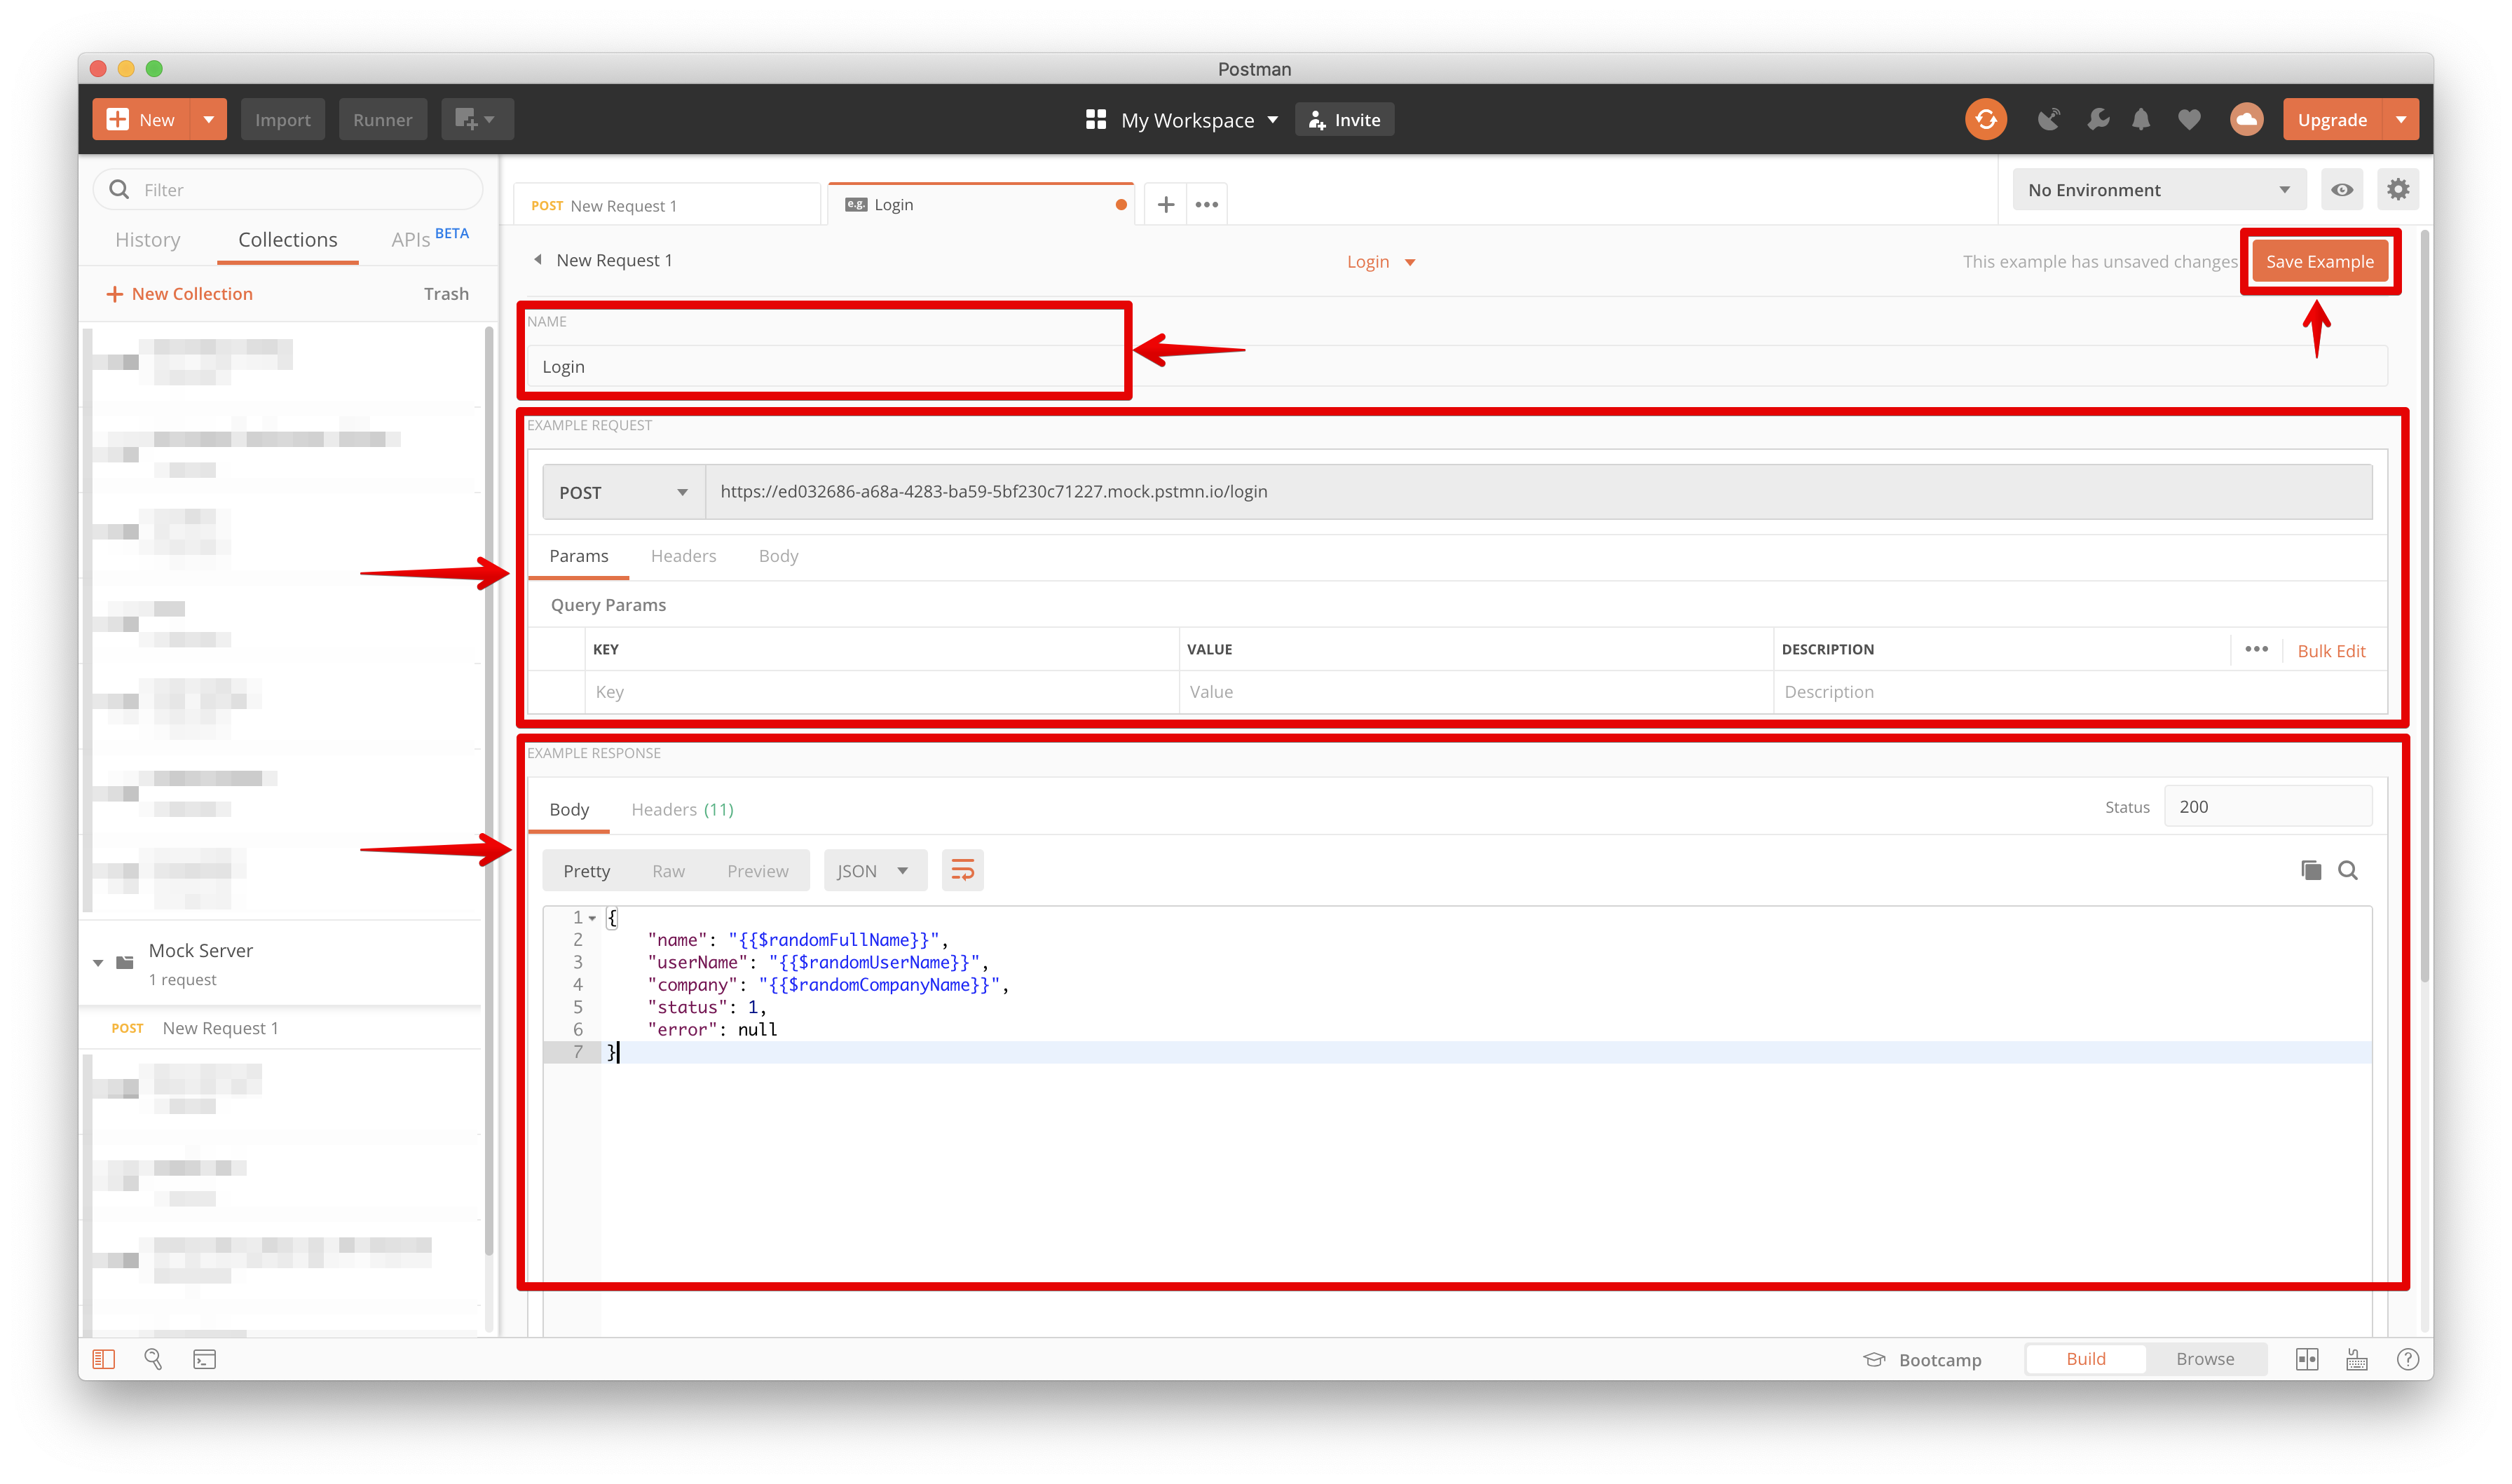 Postman
New
Import
Runner
My Workspace
Invite
Upgrade
Filter
History
Collections
APIs BETA
New Collection
Trash
Mock Server
1 request
POST New Request 1
POST New Request 1
e.g. Login
No Environment
New Request 1
Login
This example has unsaved changes
Save Example
NAME
Login
EXAMPLE REQUEST
POST
https://ed032686-a68a-4283-ba59-5bf230c71227.mock.pstmn.io/login
Params
Headers
Body
Query Params
KEY
VALUE
DESCRIPTION
Bulk Edit
Key
Value
Description
EXAMPLE RESPONSE
Body
Headers (11)
Status
200
Pretty
Raw
Preview
JSON
1 {
2 "name": "{{$randomFullName}}",
3 "userName": "{{$randomUserName}}",
4 "company": "{{$randomCompanyName}}",
5 "status": 1,
6 "error": null
7 }
Bootcamp
Build
Browse